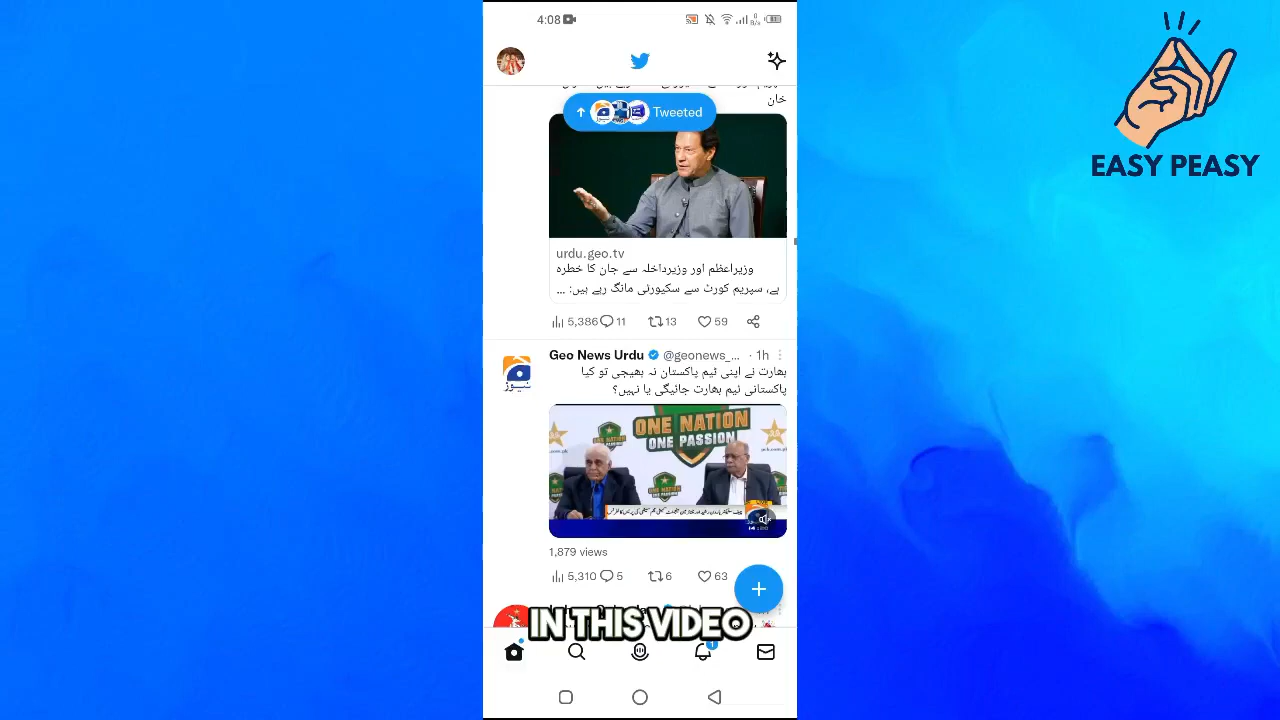 4:08
EASY PEASY
خان
Tweeted
urdu.geo.tv
وزیراعظم اور وزیرداخلہ سے جان کا خطرہ
ہے، سپریم کورٹ سے سکیورٹی مانگ رہے ہیں: ...
5,386 11 13 59
Geo News Urdu @geonews_... · 1h
بھارت نے اپنی ٹیم پاکستان نہ بھیجی تو کیا
پاکستانی ٹیم بھارت جائیگی یا نہیں؟
ONE NATION
ONE PASSION
1,879 views
5,310 5 6 63
IN THIS VIDEO
1